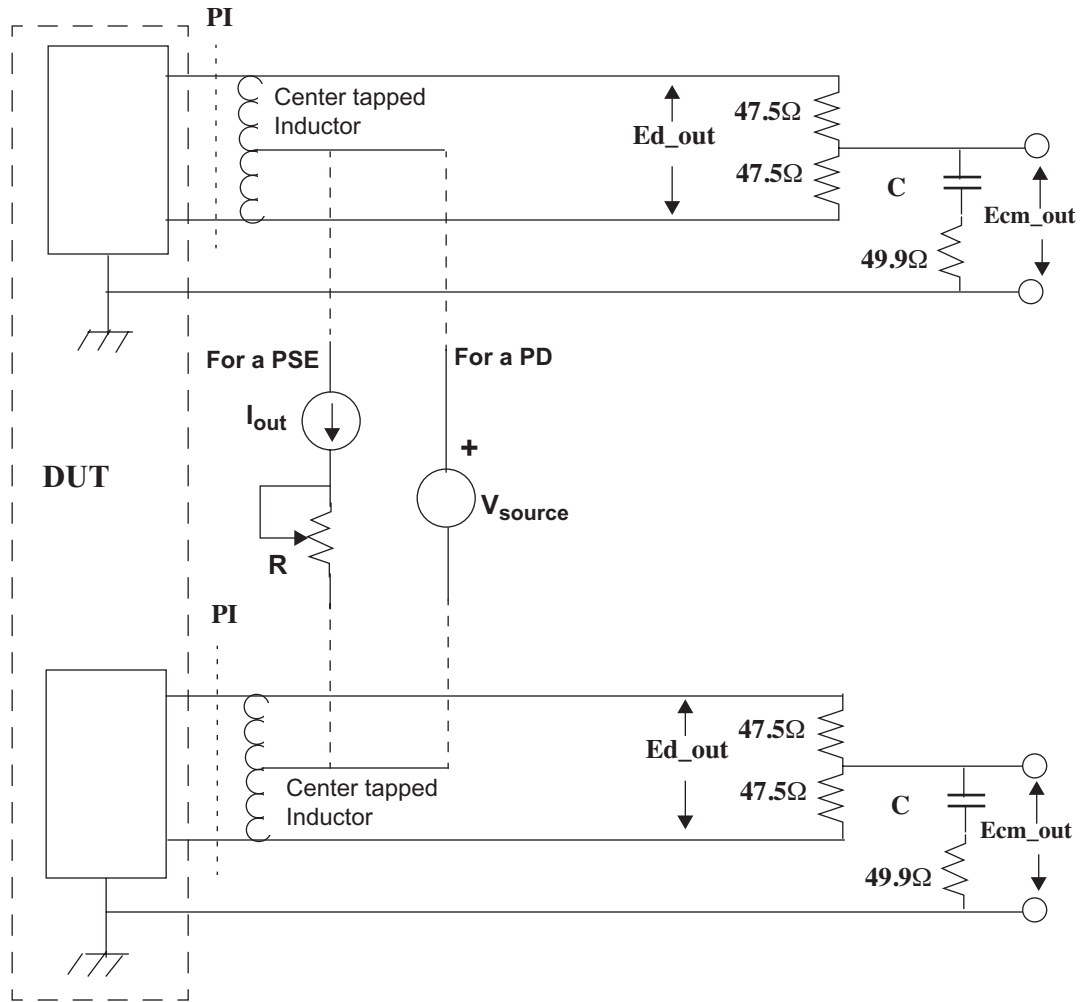 PI
Center tapped
Inductor
Ed_out
47.5Ω
47.5Ω
C
49.9Ω
Ecm_out
For a PSE
For a PD
Iout
+
Vsource
R
DUT
PI
Center tapped
Inductor
Ed_out
47.5Ω
47.5Ω
C
49.9Ω
Ecm_out